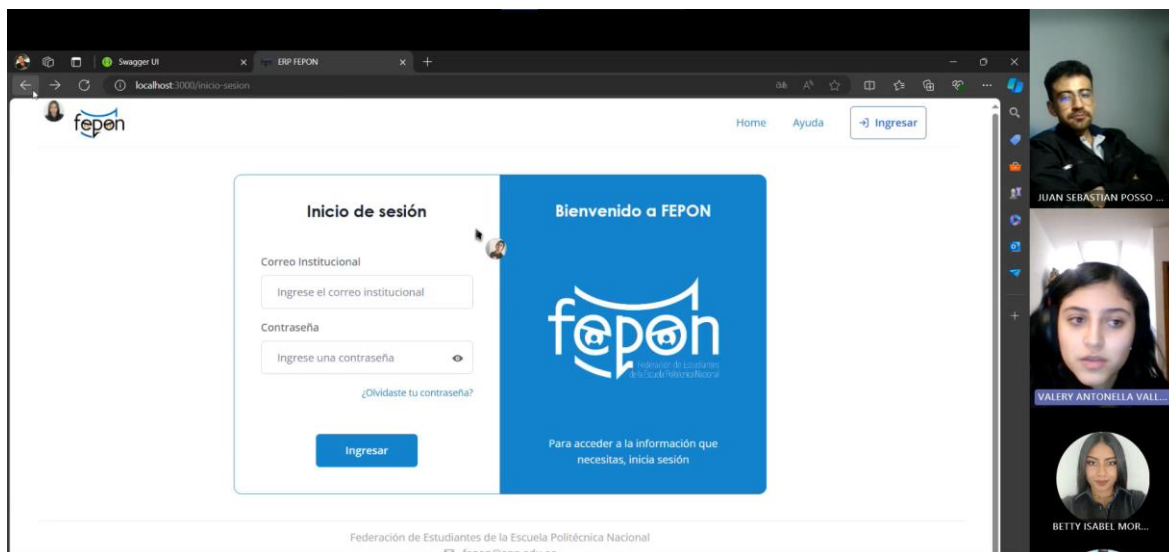 Swagger UI
ERP FEPON
localhost:3000/inicio-sesion
fepon
Home
Ayuda
Ingresar
Inicio de sesión
Correo Institucional
Ingrese el correo institucional
Contraseña
Ingrese una contraseña
¿Olvidaste tu contraseña?
Ingresar
Bienvenido a FEPON
fepon
Federación de Estudiantes
de la Escuela Politécnica Nacional
Para acceder a la información que
necesitas, inicia sesión
Federación de Estudiantes de la Escuela Politécnica Nacional
JUAN SEBASTIAN POSSO ...
VALERY ANTONELLA VALL...
BETTY ISABEL MOR...